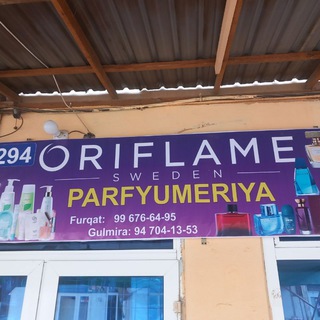 294
ORIFLAME
SWEDEN
PARFYUMERIYA
Furqat: 99 676-64-95
Gulmira: 94 704-13-53